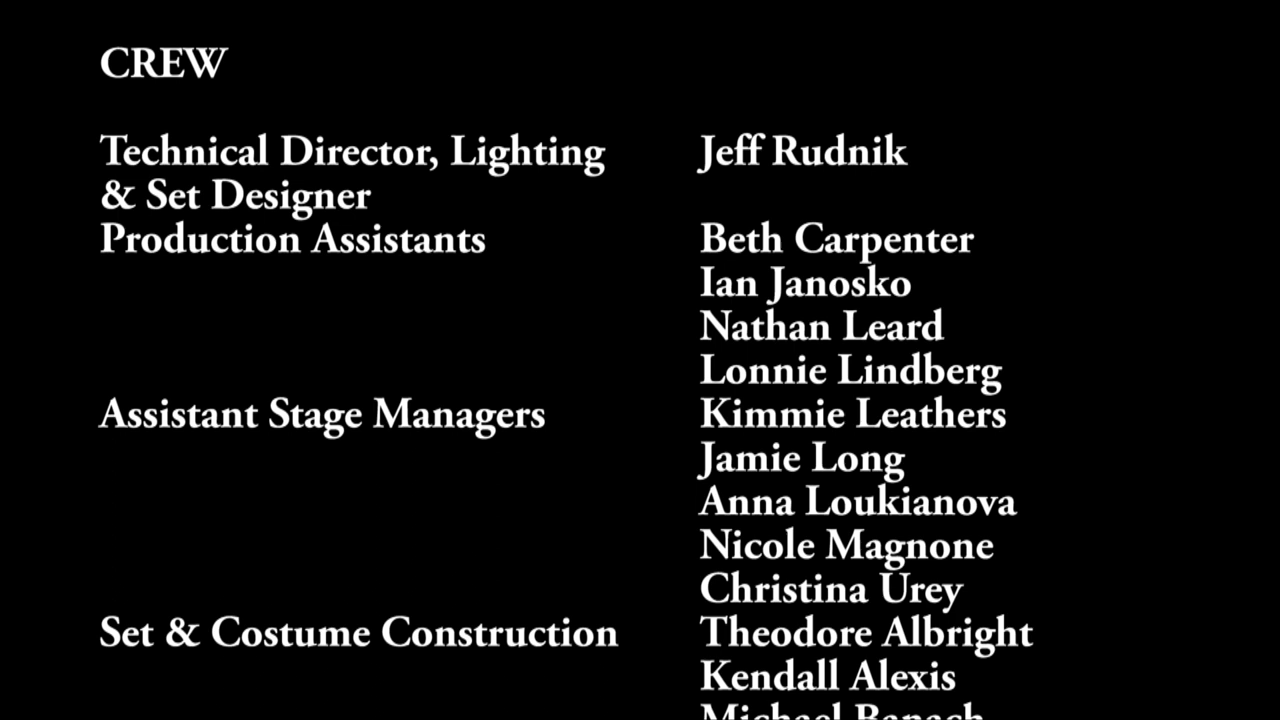 CREW
Technical Director, Lighting Jeff Rudnik
& Set Designer
Production Assistants Beth Carpenter
Ian Janosko
Nathan Leard
Lonnie Lindberg
Assistant Stage Managers Kimmie Leathers
Jamie Long
Anna Loukianova
Nicole Magnone
Christina Urey
Set & Costume Construction Theodore Albright
Kendall Alexis
Michael Banach